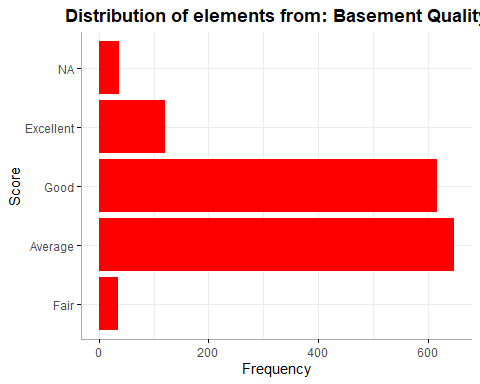 Distribution of elements from: Basement Quality
NA
Excellent
Good
Average
Fair
Score
0 200 400 600
Frequency